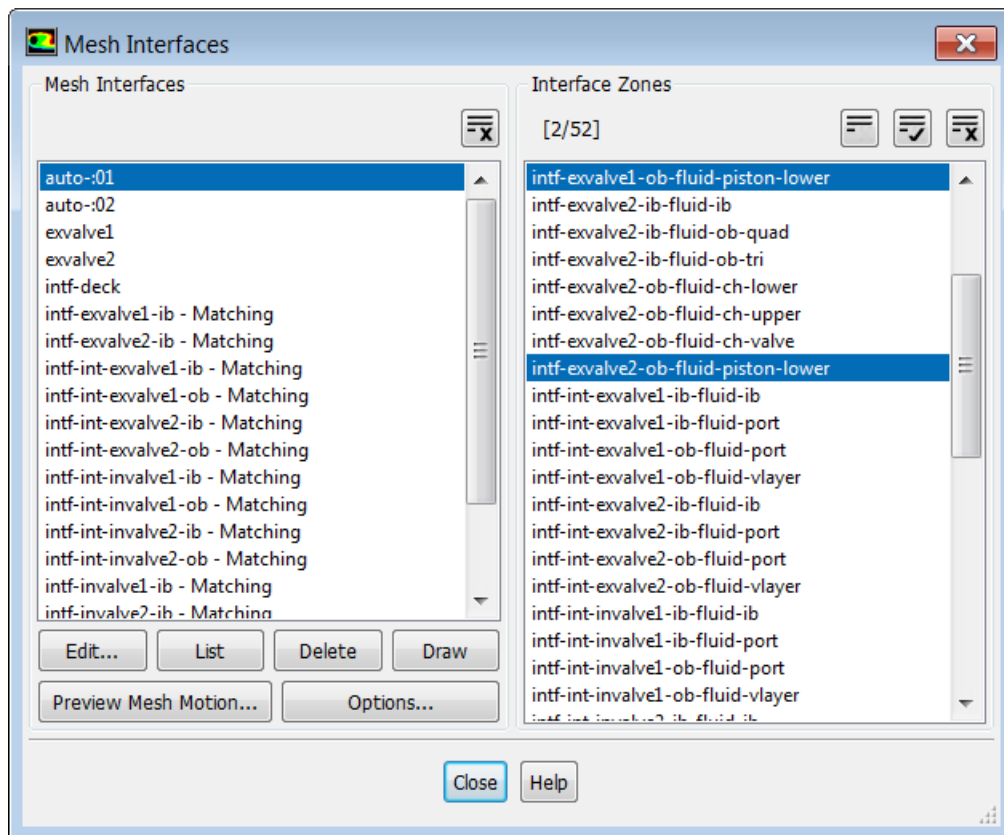 Mesh Interfaces
Mesh Interfaces
auto-:01
auto-:02
exvalve1
exvalve2
intf-deck
intf-exvalve1-ib - Matching
intf-exvalve2-ib - Matching
intf-int-exvalve1-ib - Matching
intf-int-exvalve1-ob - Matching
intf-int-exvalve2-ib - Matching
intf-int-exvalve2-ob - Matching
intf-int-invalve1-ib - Matching
intf-int-invalve1-ob - Matching
intf-int-invalve2-ib - Matching
intf-int-invalve2-ob - Matching
intf-invalve1-ib - Matching
intf-invalve2-ib - Matching
Edit...
List
Delete
Draw
Preview Mesh Motion...
Options...
Interface Zones
[2/52]
intf-exvalve1-ob-fluid-piston-lower
intf-exvalve2-ib-fluid-ib
intf-exvalve2-ib-fluid-ob-quad
intf-exvalve2-ib-fluid-ob-tri
intf-exvalve2-ob-fluid-ch-lower
intf-exvalve2-ob-fluid-ch-upper
intf-exvalve2-ob-fluid-ch-valve
intf-exvalve2-ob-fluid-piston-lower
intf-int-exvalve1-ib-fluid-ib
intf-int-exvalve1-ib-fluid-port
intf-int-exvalve1-ob-fluid-port
intf-int-exvalve1-ob-fluid-vlayer
intf-int-exvalve2-ib-fluid-ib
intf-int-exvalve2-ib-fluid-port
intf-int-exvalve2-ob-fluid-port
intf-int-exvalve2-ob-fluid-vlayer
intf-int-invalve1-ib-fluid-ib
intf-int-invalve1-ib-fluid-port
intf-int-invalve1-ob-fluid-port
intf-int-invalve1-ob-fluid-vlayer
intf-int-invalve2-ib-fluid-ib
Close
Help